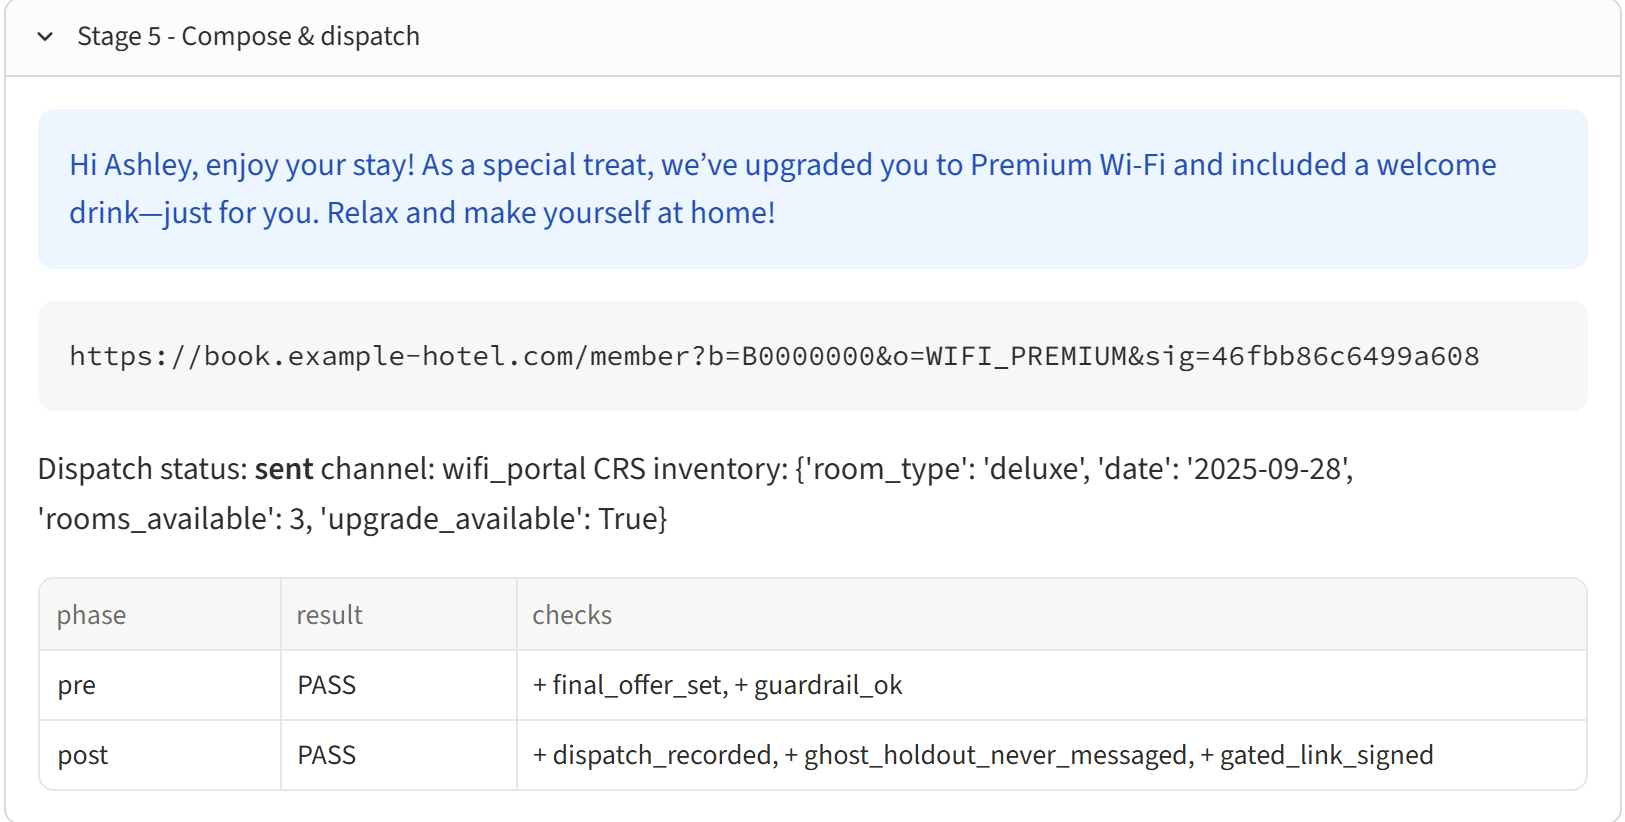 Stage 5 - Compose & dispatch
Hi Ashley, enjoy your stay! As a special treat, we’ve upgraded you to Premium Wi-Fi and included a welcome
drink—just for you. Relax and make yourself at home!
https://book.example-hotel.com/member?b=B0000000&o=WIFI_PREMIUM&sig=46fbb86c6499a608
Dispatch status: sent channel: wifi_portal CRS inventory: {'room_type': 'deluxe', 'date': '2025-09-28',
'rooms_available': 3, 'upgrade_available': True}
phase result checks
pre PASS + final_offer_set, + guardrail_ok
post PASS + dispatch_recorded, + ghost_holdout_never_messaged, + gated_link_signed